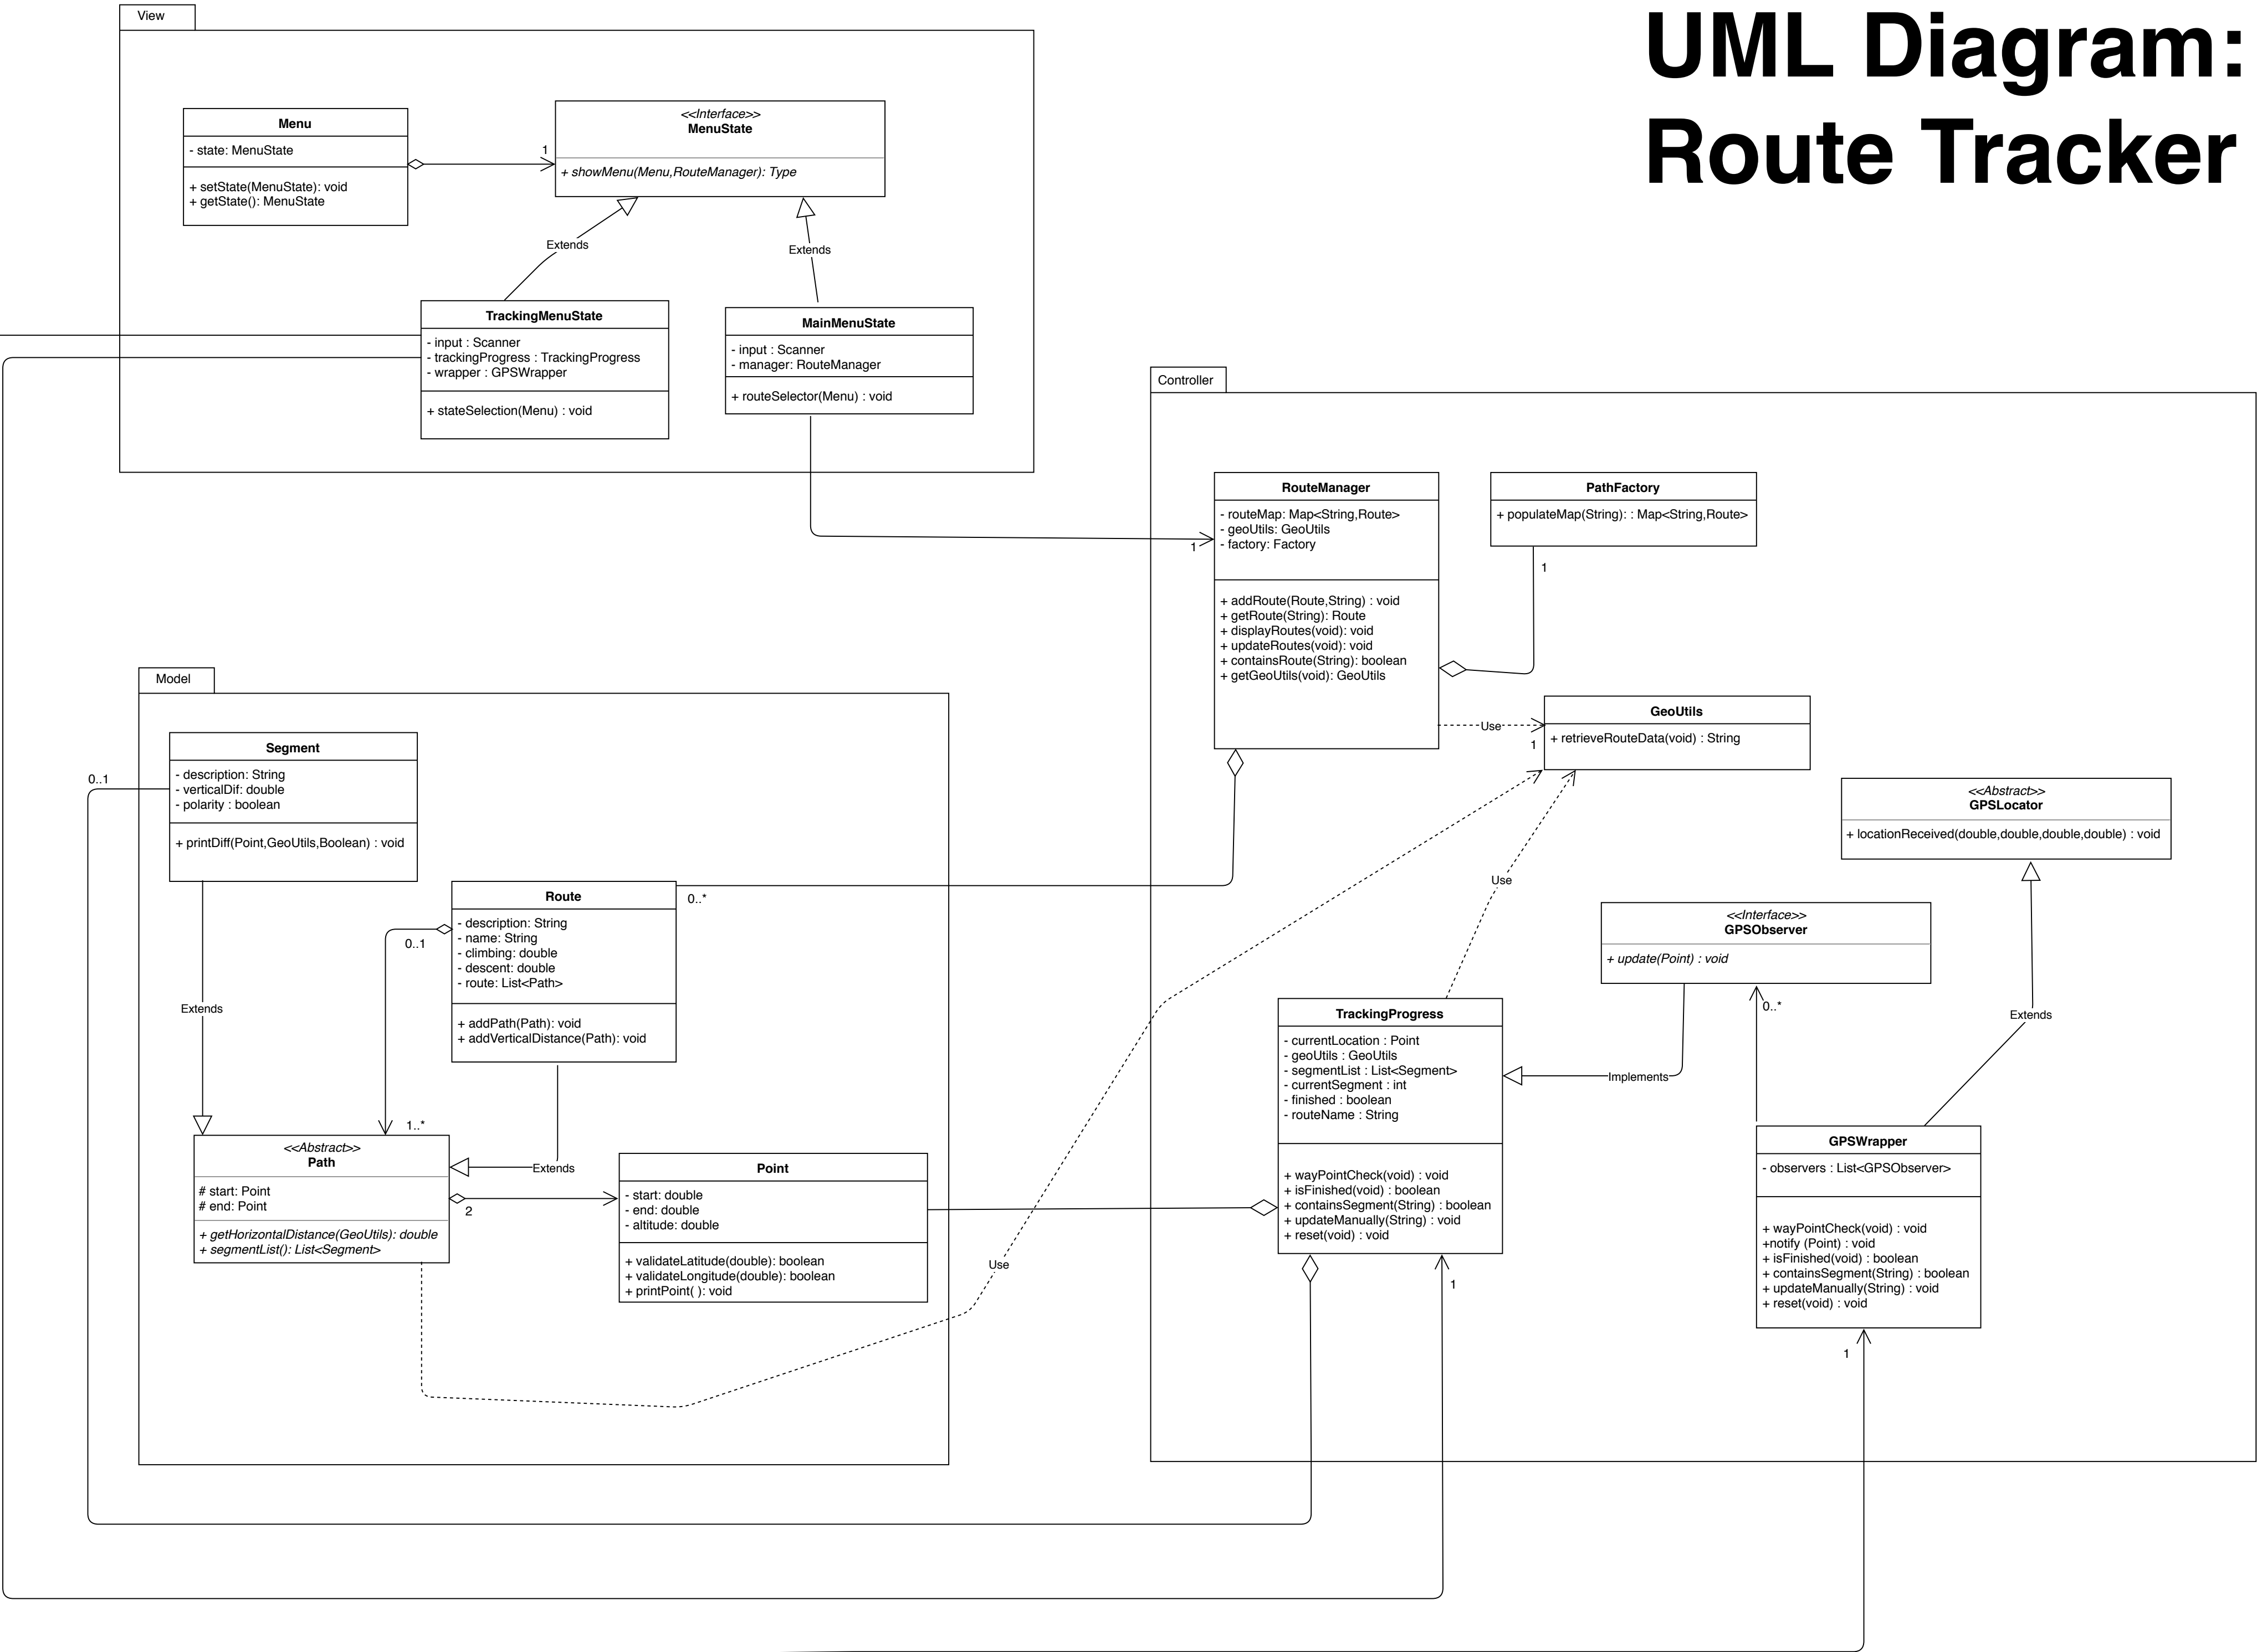 UML Diagram:
Route Tracker
View
Menu
- state: MenuState
+ setState(MenuState): void
+ getState(): MenuState
1
<<Interface>>
MenuState
+ showMenu(Menu,RouteManager): Type
Extends
Extends
TrackingMenuState
- input : Scanner
- trackingProgress : TrackingProgress
- wrapper : GPSWrapper
+ stateSelection(Menu) : void
MainMenuState
- input : Scanner
- manager: RouteManager
+ routeSelector(Menu) : void
Controller
1
RouteManager
- routeMap: Map<String,Route>
- geoUtils: GeoUtils
- factory: Factory
+ addRoute(Route,String) : void
+ getRoute(String): Route
+ displayRoutes(void): void
+ updateRoutes(void): void
+ containsRoute(String): boolean
+ getGeoUtils(void): GeoUtils
PathFactory
+ populateMap(String): : Map<String,Route>
1
Use
1
GeoUtils
+ retrieveRouteData(void) : String
<<Abstract>>
GPSLocator
+ locationReceived(double,double,double,double) : void
Use
<<Interface>>
GPSObserver
+ update(Point) : void
0..*
Extends
Implements
TrackingProgress
- currentLocation : Point
- geoUtils : GeoUtils
- segmentList : List<Segment>
- currentSegment : int
- finished : boolean
- routeName : String
+ wayPointCheck(void) : void
+ isFinished(void) : boolean
+ containsSegment(String) : boolean
+ updateManually(String) : void
+ reset(void) : void
1
GPSWrapper
- observers : List<GPSObserver>
+ wayPointCheck(void) : void
+notify (Point) : void
+ isFinished(void) : boolean
+ containsSegment(String) : boolean
+ updateManually(String) : void
+ reset(void) : void
1
Model
0..1
Segment
- description: String
- verticalDif: double
- polarity : boolean
+ printDiff(Point,GeoUtils,Boolean) : void
Extends
0..1
Route
- description: String
- name: String
- climbing: double
- descent: double
- route: List<Path>
+ addPath(Path): void
+ addVerticalDistance(Path): void
0..*
1..*
Extends
<<Abstract>>
Path
# start: Point
# end: Point
+ getHorizontalDistance(GeoUtils): double
+ segmentList(): List<Segment>
2
Point
- start: double
- end: double
- altitude: double
+ validateLatitude(double): boolean
+ validateLongitude(double): boolean
+ printPoint( ): void
Use